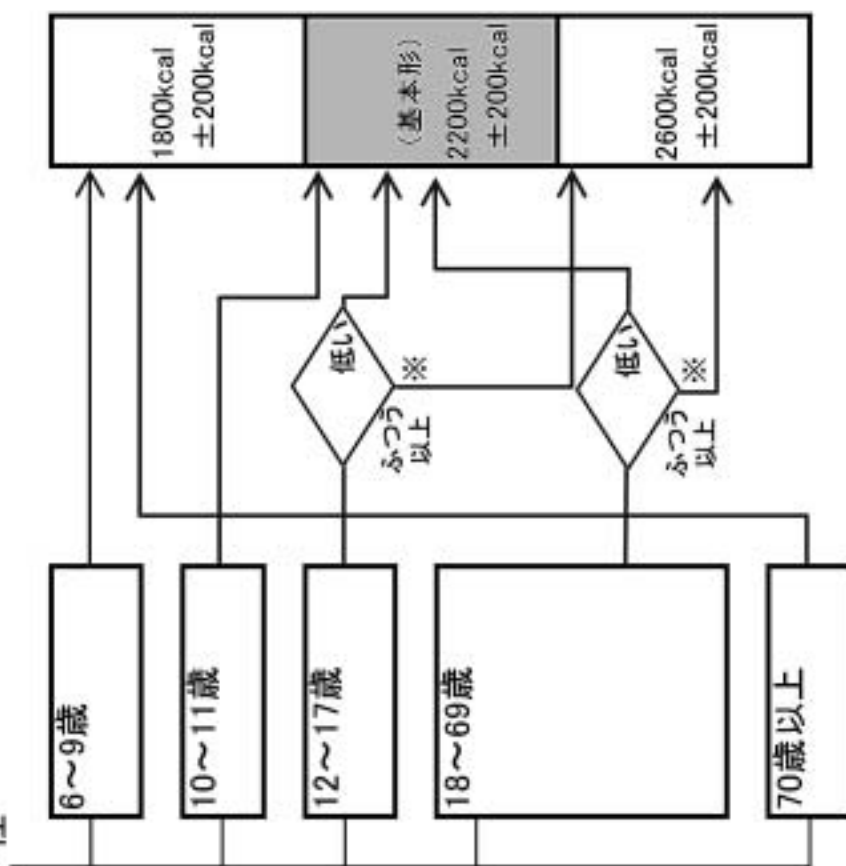 6～9歳
10～11歳
12～17歳
18～69歳
70歳以上
低い
ふつう
以上
※
低い
ふつう
以上
※
1800kcal
±200kcal
(基本形)
2200kcal
±200kcal
2600kcal
±200kcal